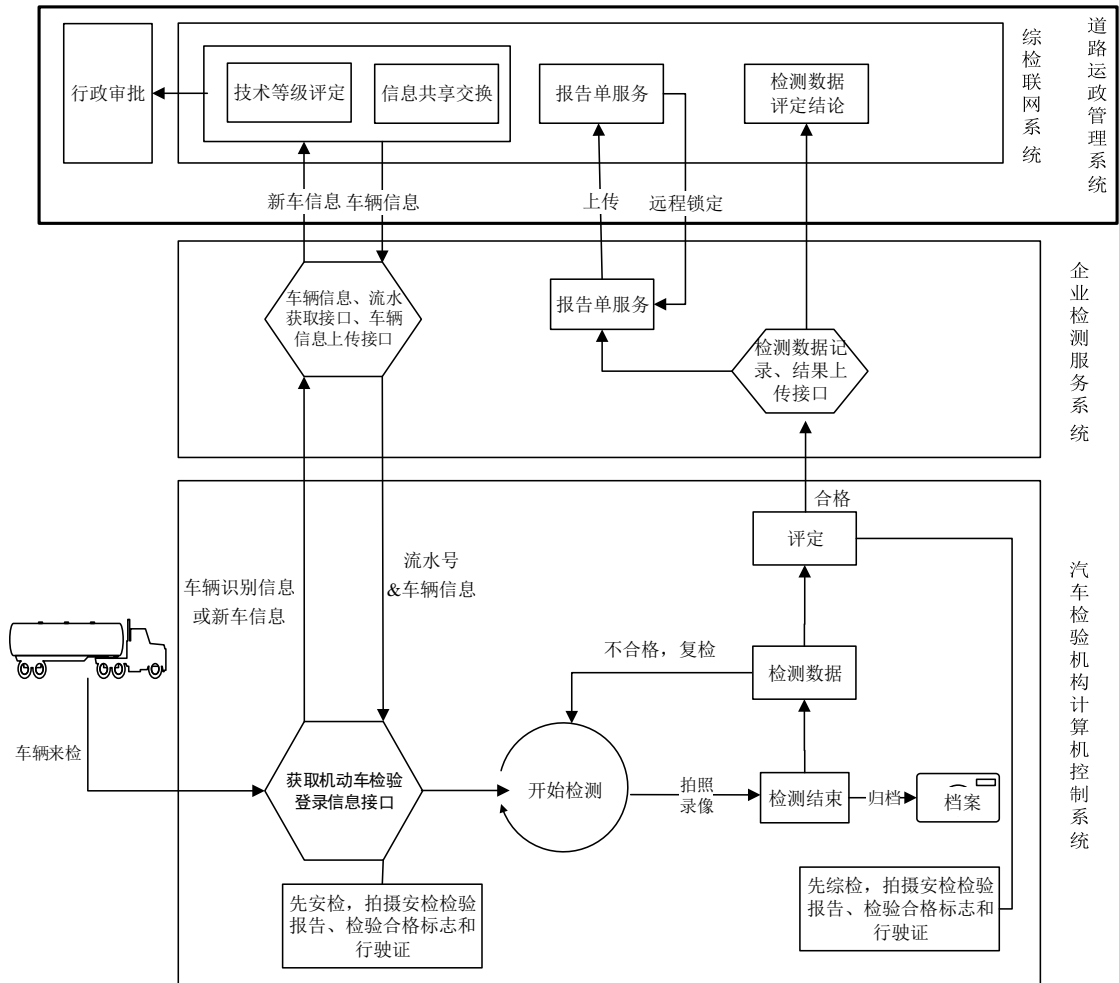 道路运政管理系统
综检联网系统
行政审批
技术等级评定
信息共享交换
报告单服务
检测数据
评定结论
新车信息
车辆信息
上传
远程锁定
企业检测服务系统
车辆信息、流水
获取接口、车辆
信息上传接口
报告单服务
检测数据记
录、结果上
传接口
汽车检验机构计算机控制系统
合格
评定
车辆识别信息
或新车信息
流水号
&车辆信息
不合格，复检
检测数据
车辆来检
获取机动车检验
登录信息接口
开始检测
拍照
录像
检测结束
归档
档案
先安检，拍摄安检检验
报告、检验合格标志和
行驶证
先综检，拍摄安检检验
报告、检验合格标志和
行驶证